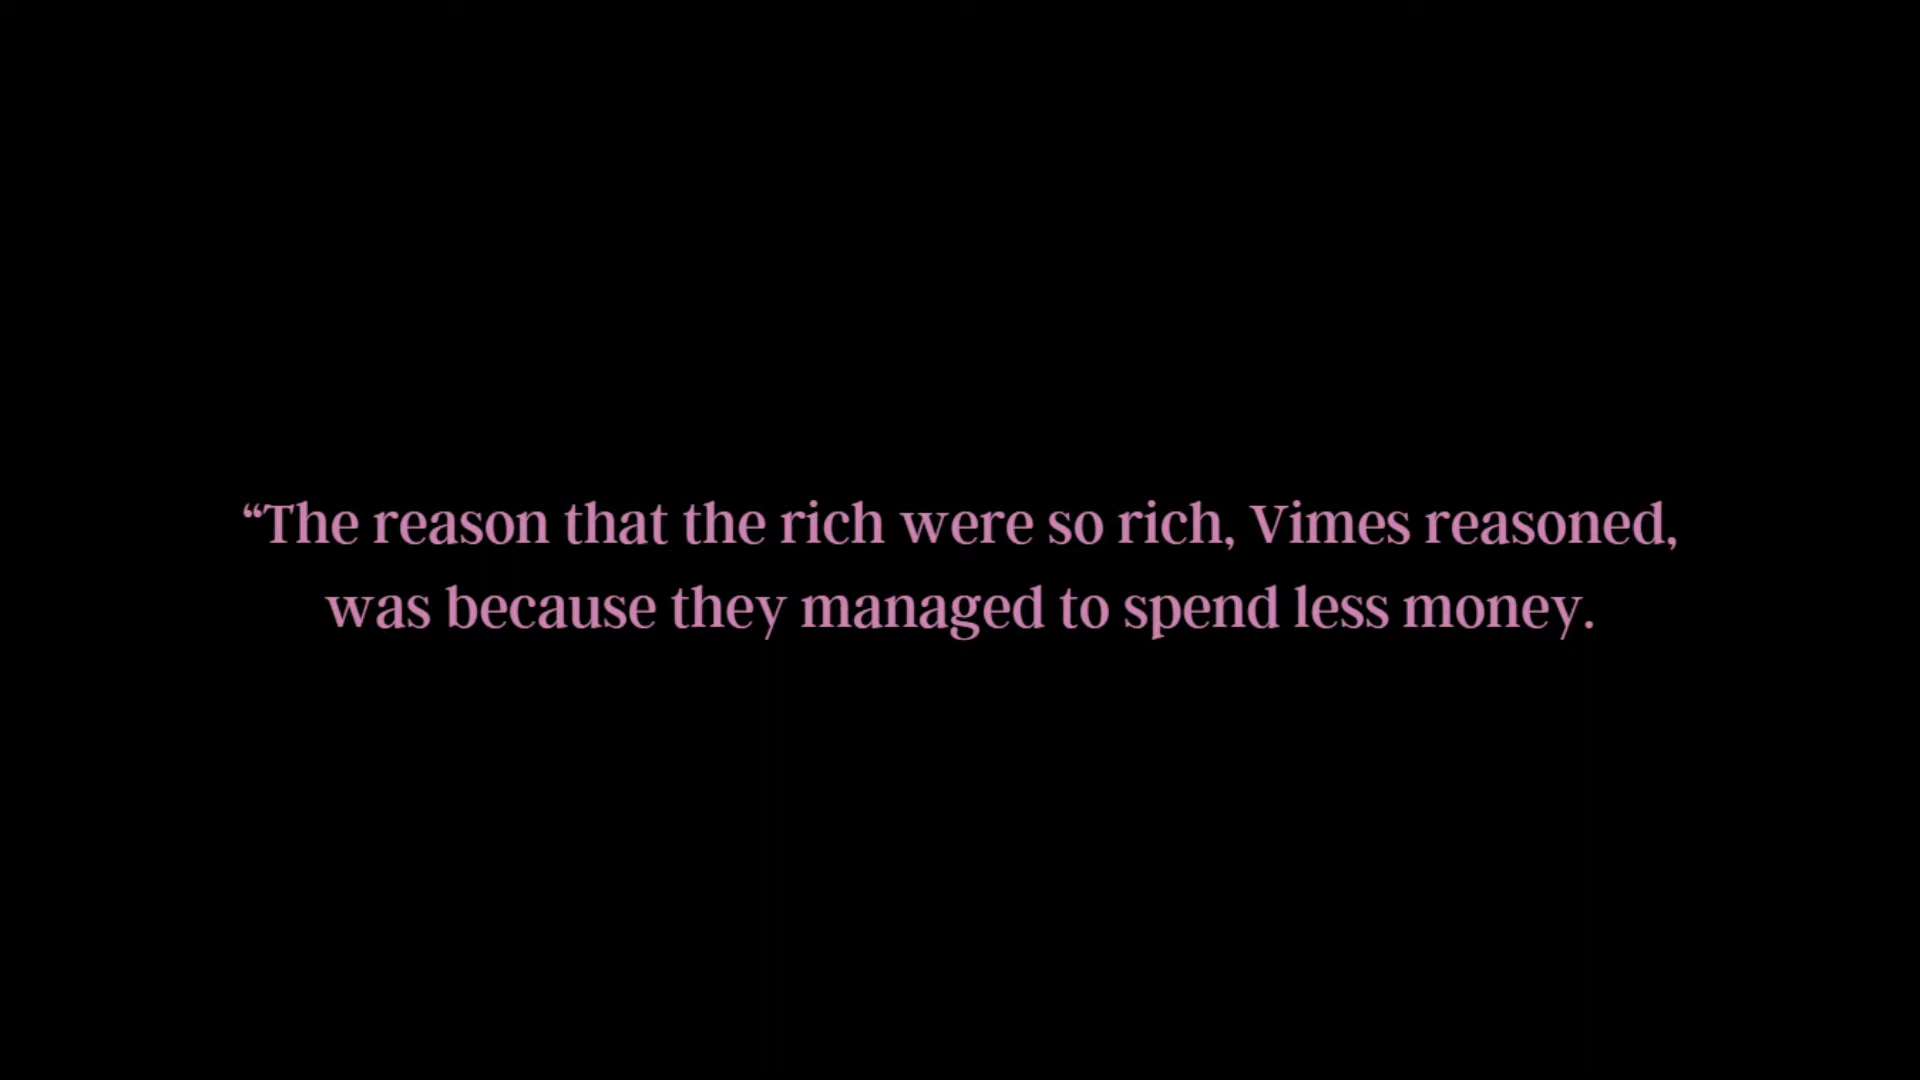 “The reason that the rich were so rich, Vimes reasoned,
was because they managed to spend less money.